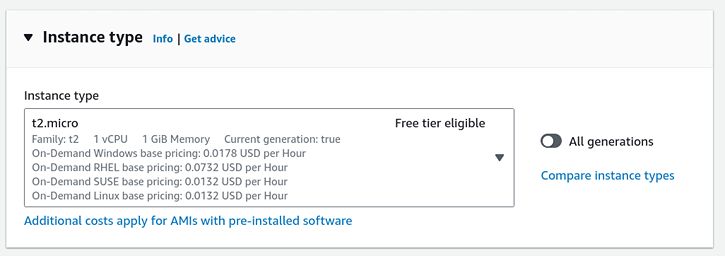 Instance type Info | Get advice
Instance type
t2.micro Free tier eligible
Family: t2 1 vCPU 1 GiB Memory Current generation: true
On-Demand Windows base pricing: 0.0178 USD per Hour
On-Demand RHEL base pricing: 0.0732 USD per Hour
On-Demand SUSE base pricing: 0.0132 USD per Hour
On-Demand Linux base pricing: 0.0132 USD per Hour
All generations
Compare instance types
Additional costs apply for AMIs with pre-installed software